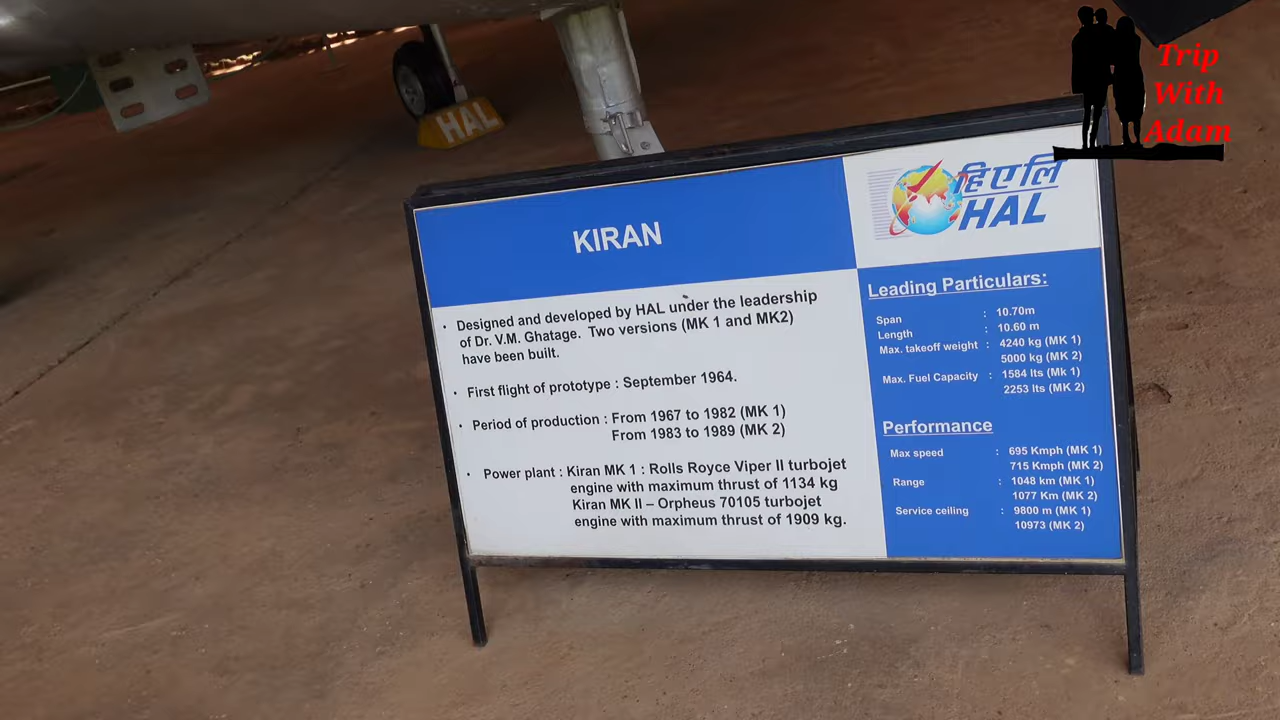 Trip
With
Adam
HAL
KIRAN
हिएलि
HAL
· Designed and developed by HAL under the leadership
of Dr. V.M. Ghatage. Two versions (MK 1 and MK2)
have been built.
· First flight of prototype : September 1964.
· Period of production : From 1967 to 1982 (MK 1)
From 1983 to 1989 (MK 2)
· Power plant : Kiran MK 1 : Rolls Royce Viper II turbojet
engine with maximum thrust of 1134 kg
Kiran MK II – Orpheus 70105 turbojet
engine with maximum thrust of 1909 kg.
Leading Particulars:
Span : 10.70m
Length : 10.60 m
Max. takeoff weight : 4240 kg (MK 1)
5000 kg (MK 2)
Max. Fuel Capacity : 1584 lts (Mk 1)
2253 lts (MK 2)
Performance
Max speed : 695 Kmph (MK 1)
715 Kmph (MK 2)
Range : 1048 km (MK 1)
1077 Km (MK 2)
Service ceiling : 9800 m (MK 1)
10973 (MK 2)